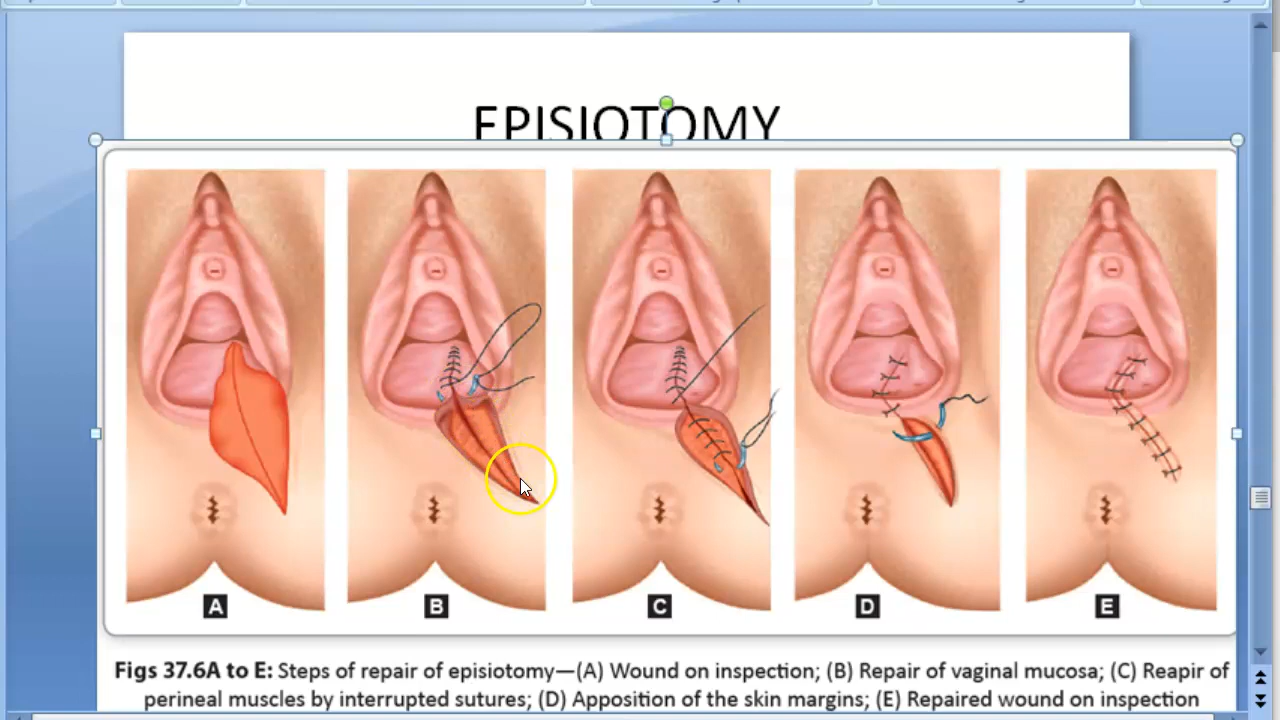 EPISIOTOMY
A B C D E
Figs 37.6A to E: Steps of repair of episiotomy—(A) Wound on inspection; (B) Repair of vaginal mucosa; (C) Reapir of
perineal muscles by interrupted sutures; (D) Apposition of the skin margins; (E) Repaired wound on inspection